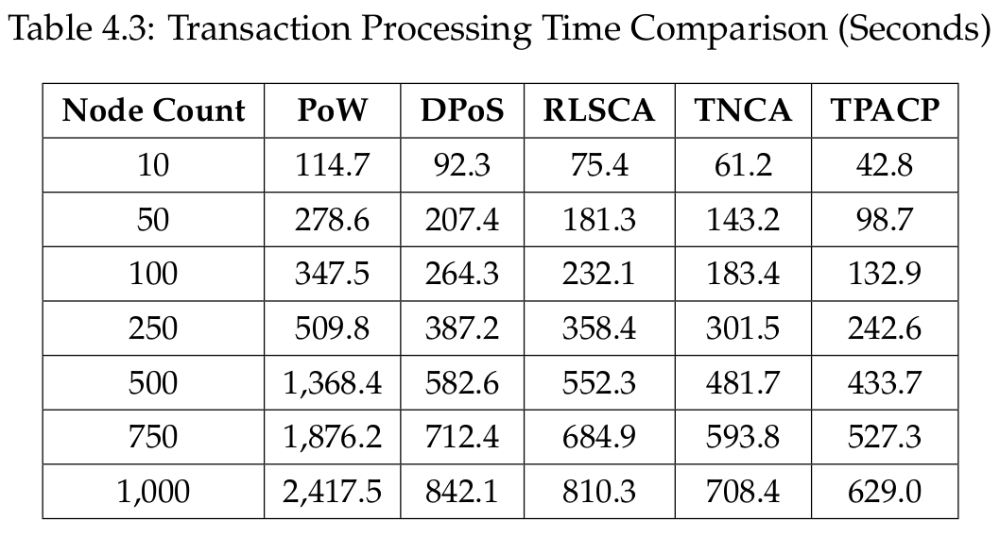 Table 4.3: Transaction Processing Time Comparison (Seconds)
Node Count PoW DPoS RLSCA TNCA TPACP
10 114.7 92.3 75.4 61.2 42.8
50 278.6 207.4 181.3 143.2 98.7
100 347.5 264.3 232.1 183.4 132.9
250 509.8 387.2 358.4 301.5 242.6
500 1,368.4 582.6 552.3 481.7 433.7
750 1,876.2 712.4 684.9 593.8 527.3
1,000 2,417.5 842.1 810.3 708.4 629.0